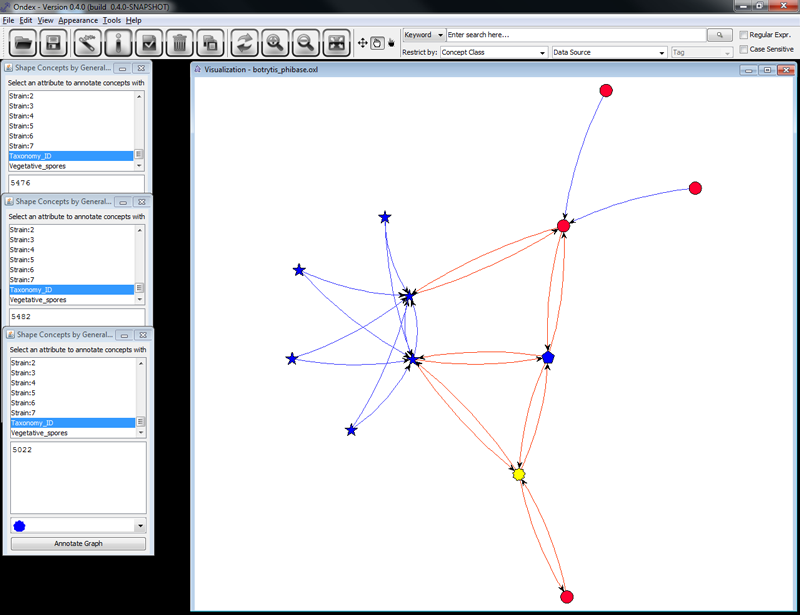 Ondex - Version 0.4.0 (build 0.4.0-SNAPSHOT)
File Edit View Appearance Tools Help
Keyword
Enter search here...
Regular Expr.
Restrict by:
Concept Class
Data Source
Tag
Case Sensitive
Shape Concepts by General...
Select an attribute to annotate concepts with
Strain:2
Strain:3
Strain:4
Strain:5
Strain:6
Strain:7
Taxonomy_ID
Vegetative_spores
5476
Shape Concepts by General...
Select an attribute to annotate concepts with
Strain:2
Strain:3
Strain:4
Strain:5
Strain:6
Strain:7
Taxonomy_ID
Vegetative_spores
5482
Shape Concepts by General...
Select an attribute to annotate concepts with
Strain:2
Strain:3
Strain:4
Strain:5
Strain:6
Strain:7
Taxonomy_ID
Vegetative_spores
5022
Annotate Graph
Visualization - botrytis_phibase.oxl